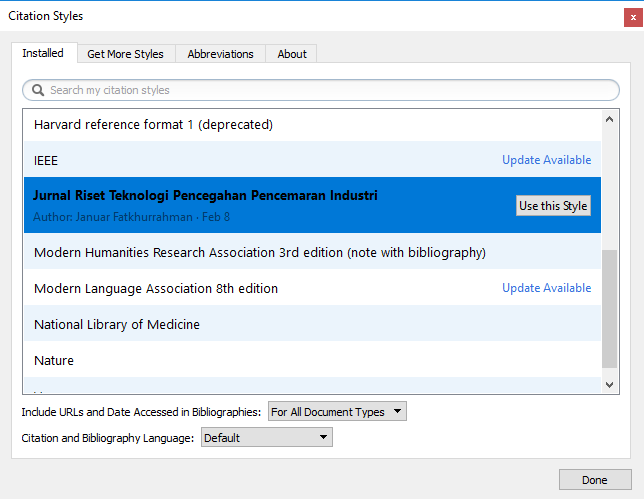 Citation Styles
x
Installed
Get More Styles
Abbreviations
About
Search my citation styles
Harvard reference format 1 (deprecated)
IEEE
Update Available
Jurnal Riset Teknologi Pencegahan Pencemaran Industri
Author: Januar Fatkhurrahman · Feb 8
Use this Style
Modern Humanities Research Association 3rd edition (note with bibliography)
Modern Language Association 8th edition
Update Available
National Library of Medicine
Nature
Include URLs and Date Accessed in Bibliographies:
For All Document Types
Citation and Bibliography Language:
Default
Done